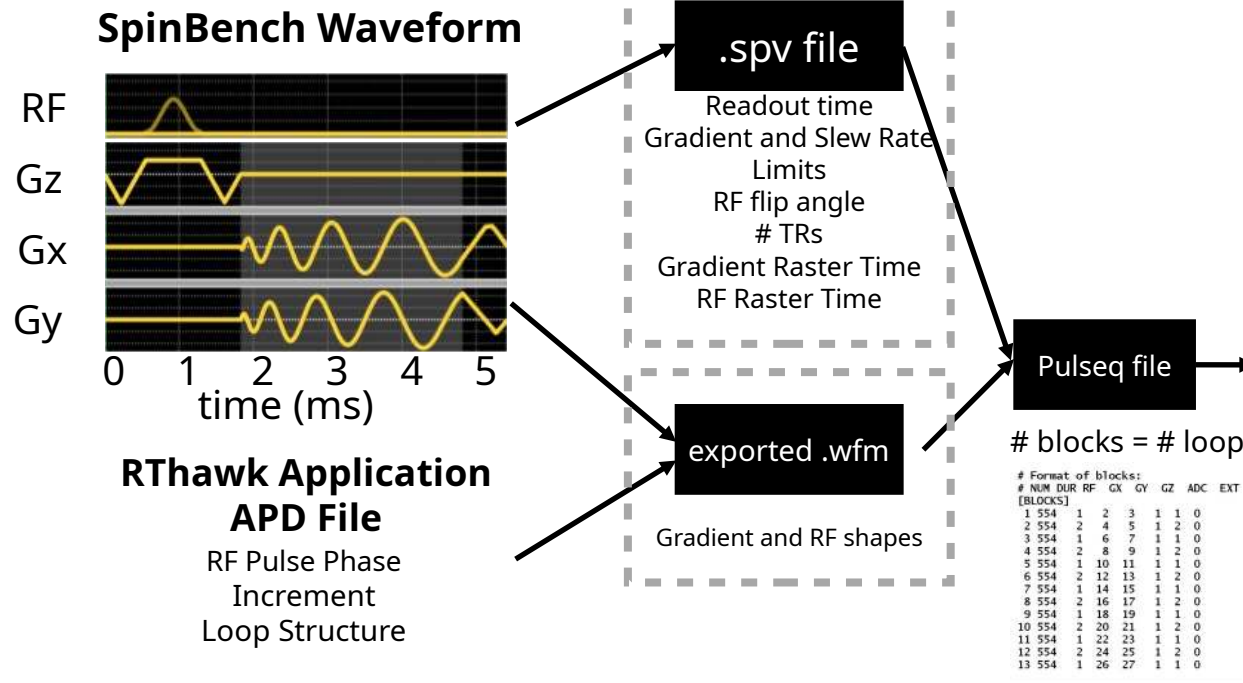 SpinBench Waveform
RF
Gz
Gx
Gy
0 1 2 3 4 5
time (ms)
RThawk Application
APD File
RF Pulse Phase
Increment
Loop Structure
.spv file
Readout time
Gradient and Slew Rate
Limits
RF flip angle
# TRs
Gradient Raster Time
RF Raster Time
exported .wfm
Gradient and RF shapes
Pulseq file
# blocks = # loop
# Format of blocks:
# NUM DUR RF GX GY GZ ADC EXT
[BLOCKS]
1 554 1 2 3 1 1 0
2 554 2 4 5 1 2 0
3 554 1 6 7 1 1 0
4 554 2 8 9 1 2 0
5 554 1 10 11 1 1 0
6 554 2 12 13 1 2 0
7 554 1 14 15 1 1 0
8 554 2 16 17 1 2 0
9 554 1 18 19 1 1 0
10 554 2 20 21 1 2 0
11 554 1 22 23 1 1 0
12 554 2 24 25 1 2 0
13 554 1 26 27 1 1 0